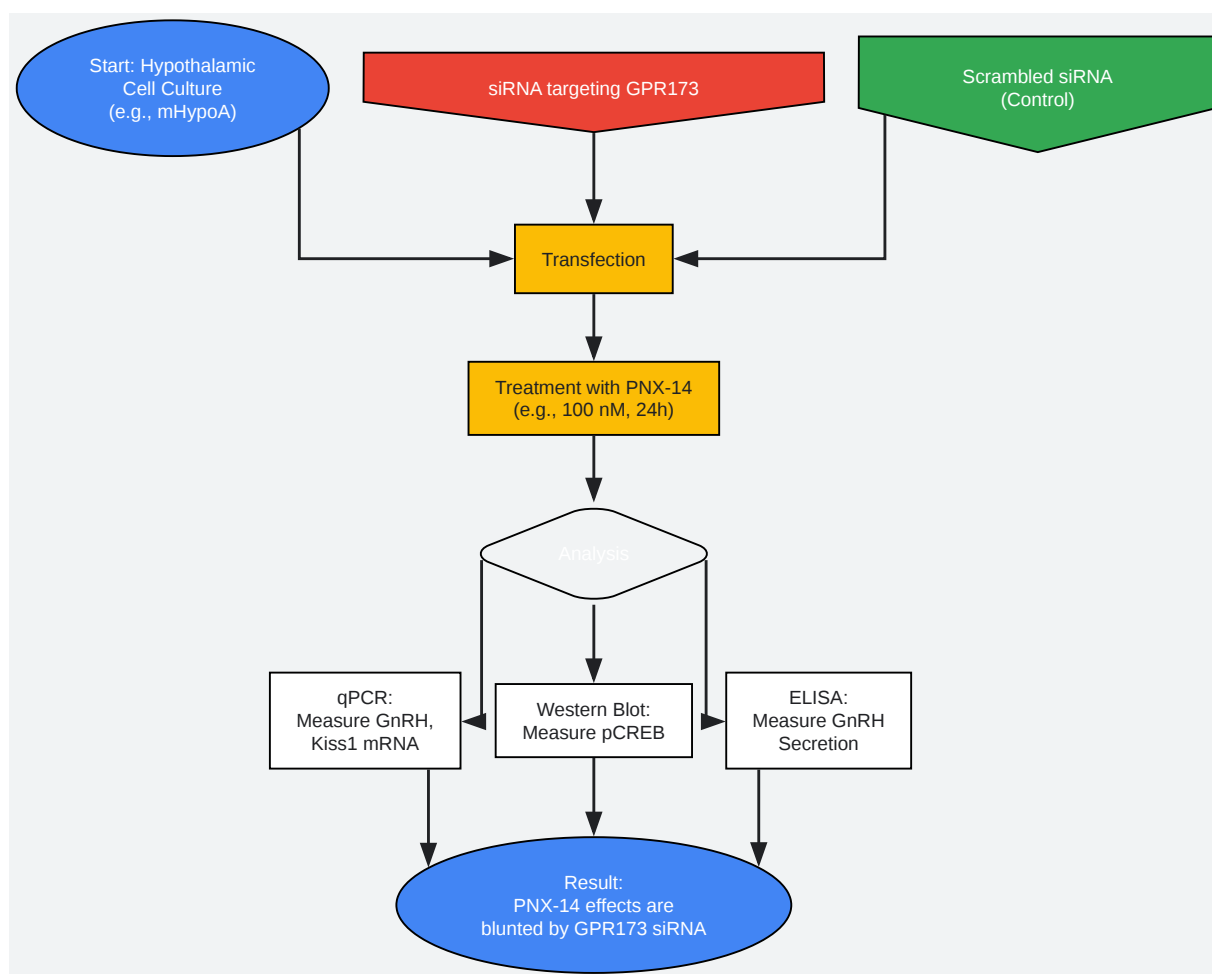 Start: Hypothalamic
Cell Culture
(e.g., mHypoA)
siRNA targeting GPR173
Scrambled siRNA
(Control)
Transfection
Treatment with PNX-14
(e.g., 100 nM, 24h)
Analysis
qPCR:
Measure GnRH,
Kiss1 mRNA
Western Blot:
Measure pCREB
ELISA:
Measure GnRH
Secretion
Result:
PNX-14 effects are
blunted by GPR173 siRNA